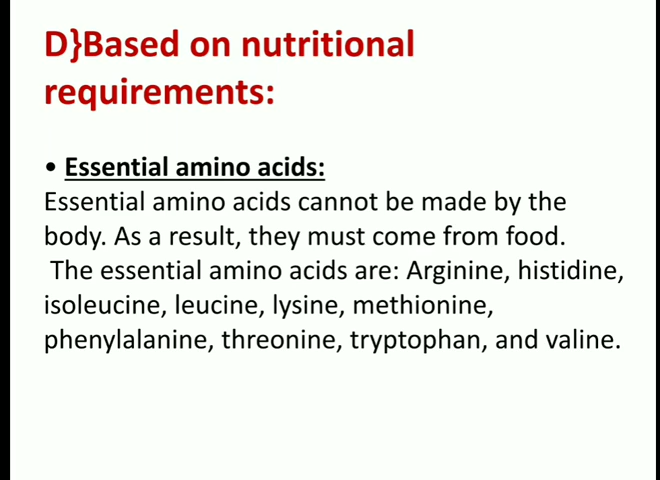 D}Based on nutritional
requirements:
• Essential amino acids:
Essential amino acids cannot be made by the
body. As a result, they must come from food.
The essential amino acids are: Arginine, histidine,
isoleucine, leucine, lysine, methionine,
phenylalanine, threonine, tryptophan, and valine.